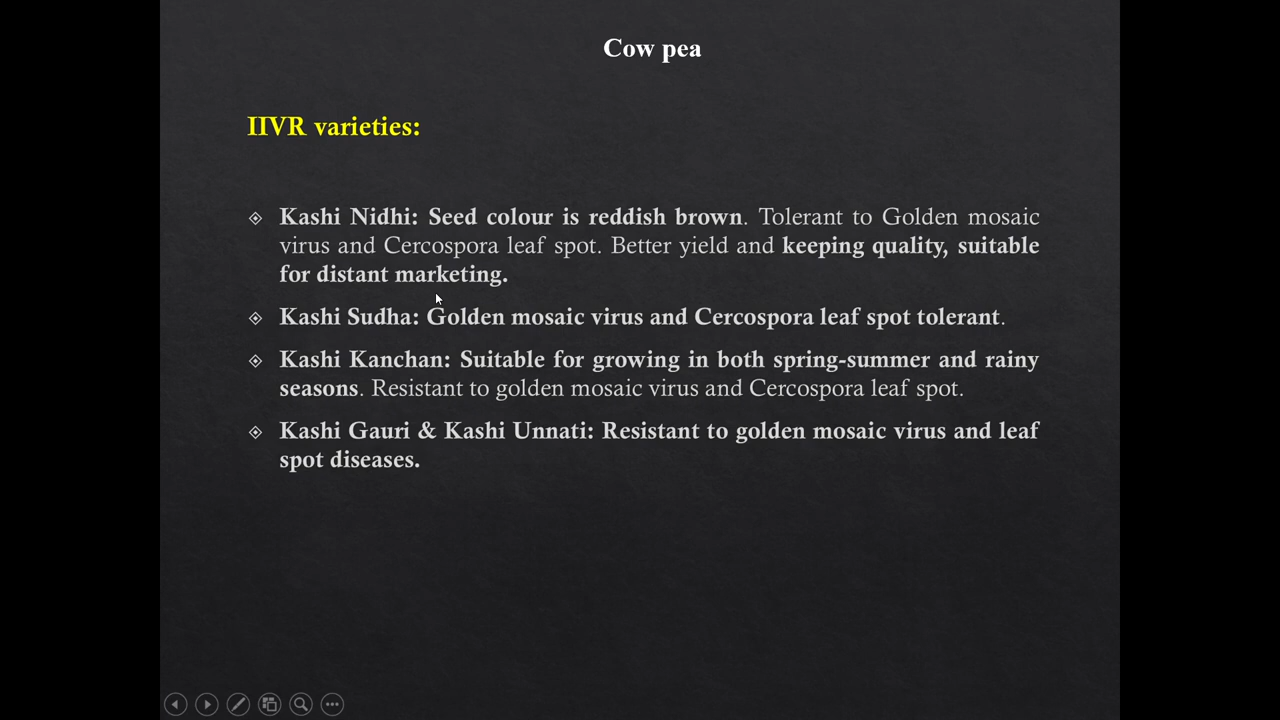 Cow pea
IIVR varieties:
Kashi Nidhi: Seed colour is reddish brown. Tolerant to Golden mosaic
virus and Cercospora leaf spot. Better yield and keeping quality, suitable
for distant marketing.
Kashi Sudha: Golden mosaic virus and Cercospora leaf spot tolerant.
Kashi Kanchan: Suitable for growing in both spring-summer and rainy
seasons. Resistant to golden mosaic virus and Cercospora leaf spot.
Kashi Gauri & Kashi Unnati: Resistant to golden mosaic virus and leaf
spot diseases.